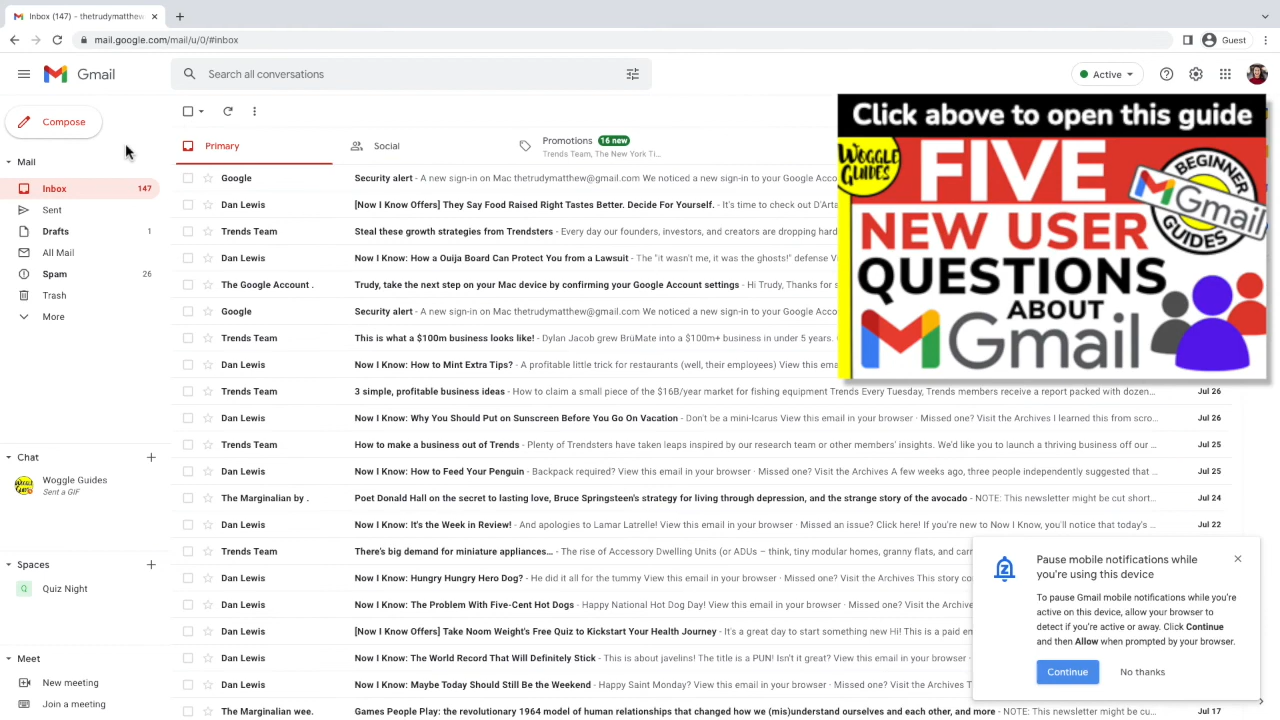 Inbox (147) - thetrudymatthew
mail.google.com/mail/u/0/#inbox
Guest
Gmail
Search all conversations
Active
Compose
Mail
Inbox 147
Sent
Drafts 1
All Mail
Spam 26
Trash
More
Chat
Woggle Guides
Sent a GIF
Spaces
Q Quiz Night
Meet
New meeting
Join a meeting
Primary
Social
Promotions 16 new
Trends Team, The New York Ti...
Google Security alert - A new sign-in on Mac thetrudymatthew@gmail.com We noticed a new sign-in to your Google Acco
Dan Lewis [Now I Know Offers] They Say Food Raised Right Tastes Better. Decide For Yourself. - It's time to check out D'Arta
Trends Team Steal these growth strategies from Trendsters - Every day our founders, investors, and creators are dropping hard
Dan Lewis Now I Know: How a Ouija Board Can Protect You from a Lawsuit - The "it wasn't me, it was the ghosts!" defense V
The Google Account . Trudy, take the next step on your Mac device by confirming your Google Account settings - Hi Trudy, Thanks for s
Google Security alert - A new sign-in on Mac thetrudymatthew@gmail.com We noticed a new sign-in to your Google Acco
Trends Team This is what a $100m business looks like! - Dylan Jacob grew BrüMate into a $100m+ business in under 5 years.
Dan Lewis Now I Know: How to Mint Extra Tips? - A profitable little trick for restaurants (well, their employees) View this ema
Trends Team 3 simple, profitable business ideas - How to claim a small piece of the $16B/year market for fishing equipment Trends Every Tuesday, Trends members receive a report packed with dozen... Jul 26
Dan Lewis Now I Know: Why You Should Put on Sunscreen Before You Go On Vacation - Don't be a mini-Icarus View this email in your browser · Missed one? Visit the Archives I learned this from scro... Jul 26
Trends Team How to make a business out of Trends - Plenty of Trendsters have taken leaps inspired by our research team or other members' insights. We'd like you to launch a thriving business off our ... Jul 25
Dan Lewis Now I Know: How to Feed Your Penguin - Backpack required? View this email in your browser · Missed one? Visit the Archives A few weeks ago, three people independently suggested that ... Jul 25
The Marginalian by . Poet Donald Hall on the secret to lasting love, Bruce Springsteen's strategy for living through depression, and the strange story of the avocado - NOTE: This newsletter might be cut short... Jul 24
Dan Lewis Now I Know: It's the Week in Review! - And apologies to Lamar Latrelle! View this email in your browser · Missed an issue? Click here! If you're new to Now I Know, you'll notice that today's ... Jul 22
Trends Team There's big demand for miniature appliances... - The rise of Accessory Dwelling Units (or ADUs – think, tiny modular homes, granny flats, and carr
Dan Lewis Now I Know: Hungry Hungry Hero Dog? - He did it all for the tummy View this email in your browser · Missed one? Visit the Archives This story co
Dan Lewis Now I Know: The Problem With Five-Cent Hot Dogs - Happy National Hot Dog Day! View this email in your browser · Missed one? Visit the Archive
Dan Lewis [Now I Know Offers] Take Noom Weight's Free Quiz to Kickstart Your Health Journey - It's a great day to start something new Hi! This is a paid em
Dan Lewis Now I Know: The World Record That Will Definitely Stick - This is about javelins! The title is a PUN! Isn't it great? View this email in your browser
Dan Lewis Now I Know: Maybe Today Should Still Be the Weekend - Happy Saint Monday? View this email in your browser · Missed one? Visit the Archives
The Marginalian wee. Games People Play: the revolutionary 1964 model of human relationships that changed how we (mis)understand ourselves and each other, and more - NOTE: This newsletter might be cu... Jul 17
Click above to open this guide
WOGGLE GUIDES
FIVE
NEW USER
QUESTIONS
ABOUT
Gmail
BEGINNER
Gmail
GUIDES
Pause mobile notifications while
you're using this device
To pause Gmail mobile notifications while you're
active on this device, allow your browser to
detect if you're active or away. Click Continue
and then Allow when prompted by your browser.
Continue No thanks